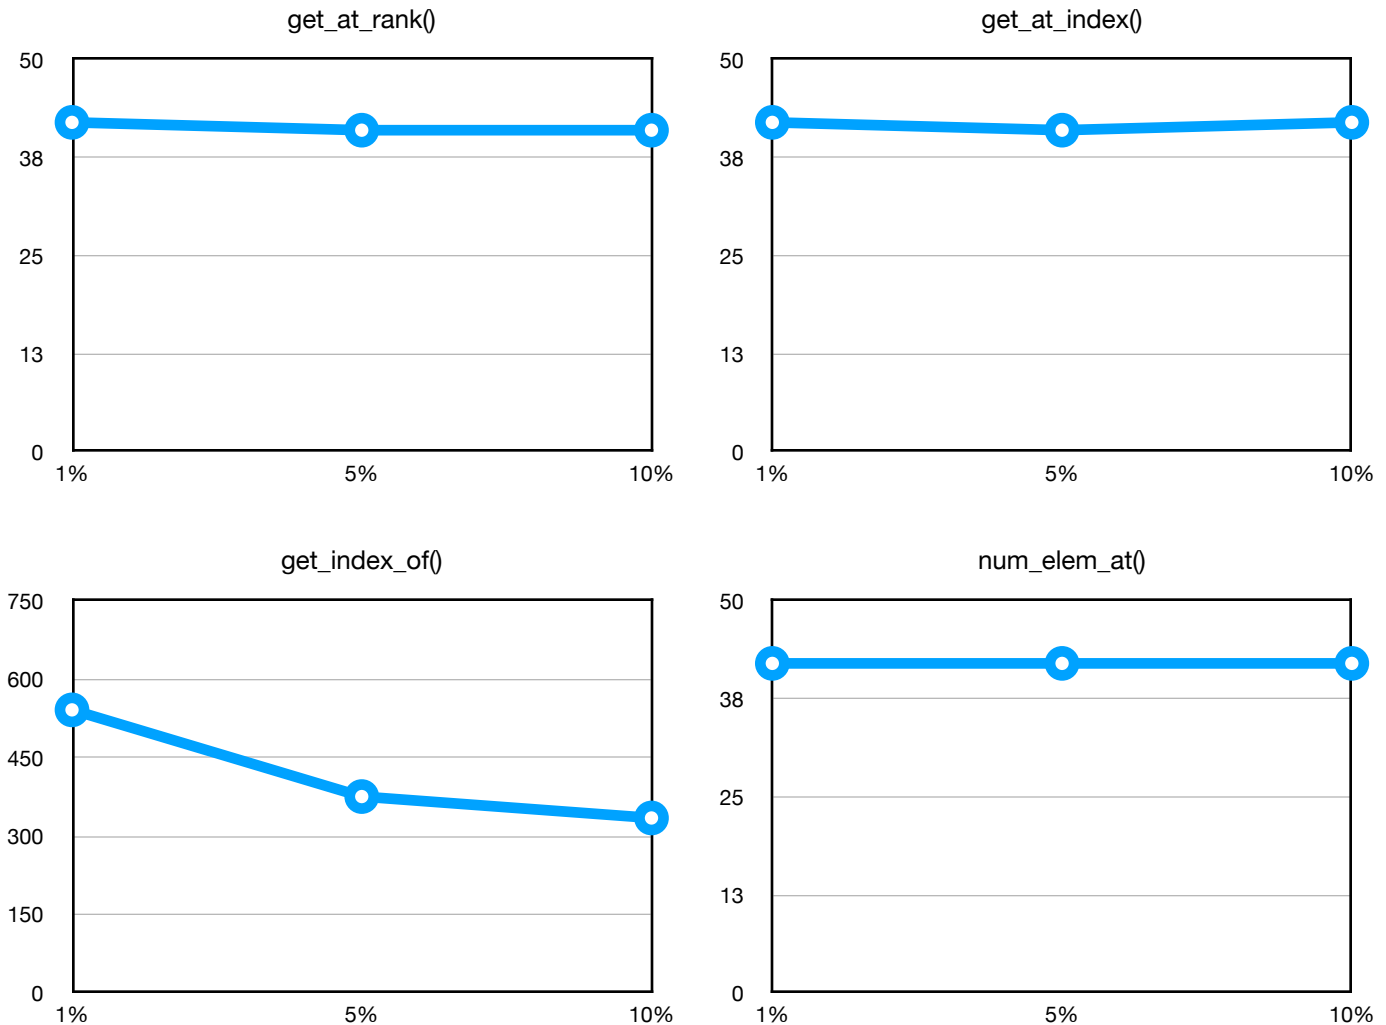 get_at_rank()
50
38
25
13
0
1% 5% 10%
get_at_index()
50
38
25
13
0
1% 5% 10%
get_index_of()
750
600
450
300
150
0
1% 5% 10%
num_elem_at()
50
38
25
13
0
1% 5% 10%